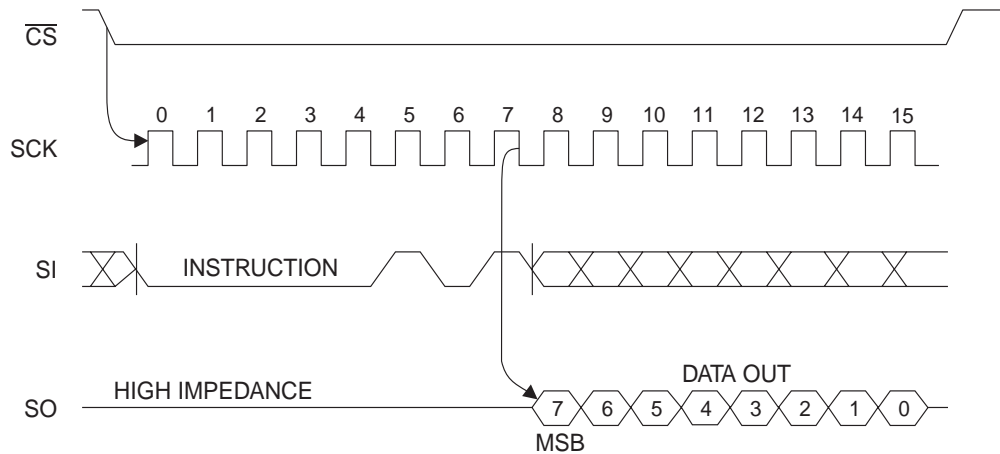 CS
0 1 2 3 4 5 6 7 8 9 10 11 12 13 14 15
SCK
SI INSTRUCTION
HIGH IMPEDANCE DATA OUT
SO 7 6 5 4 3 2 1 0
MSB